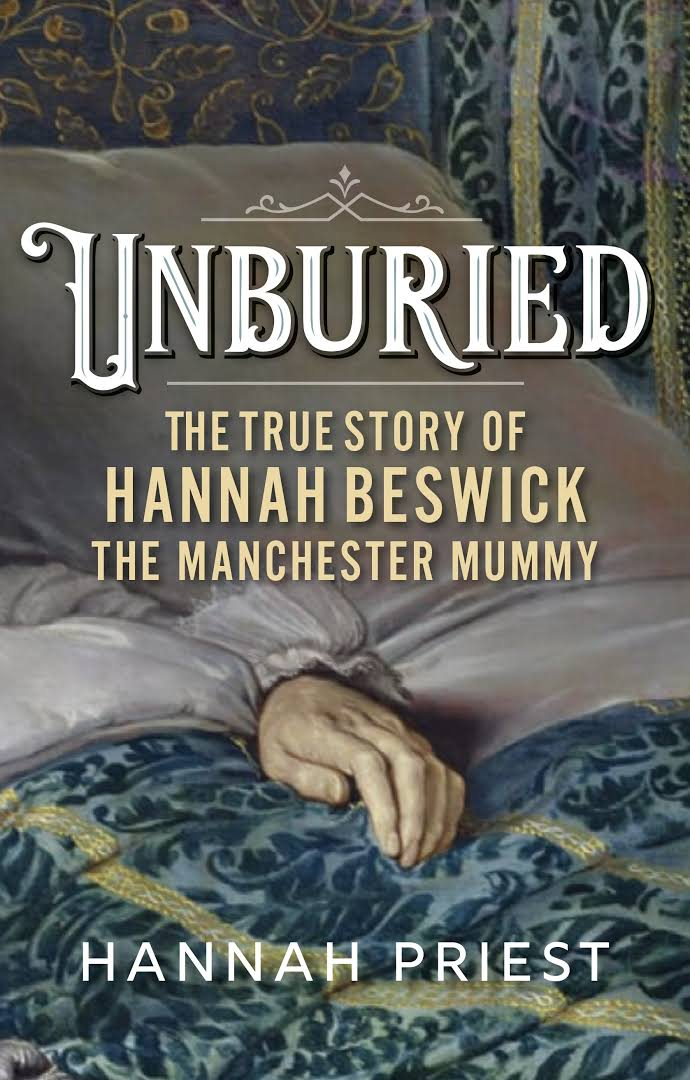 UNBURIED
THE TRUE STORY OF
HANNAH BESWICK
THE MANCHESTER MUMMY
HANNAH PRIEST